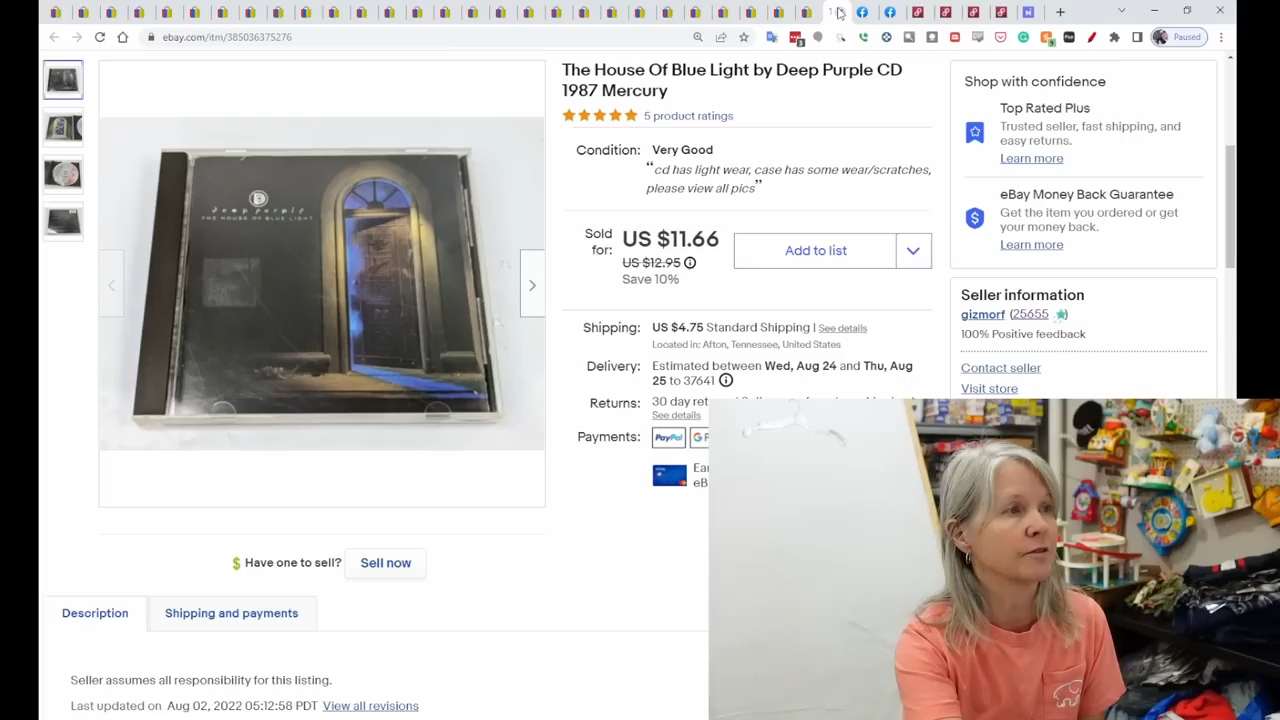 ebay.com/itm/385036375276
Paused
The House Of Blue Light by Deep Purple CD
1987 Mercury
5 product ratings
Condition: Very Good
“cd has light wear, case has some wear/scratches,
please view all pics”
Sold
for:
US $11.66
US $12.95
Save 10%
Add to list
Shipping: US $4.75 Standard Shipping | See details
Located in: Afton, Tennessee, United States
Delivery: Estimated between Wed, Aug 24 and Thu, Aug
25 to 37641
Returns: 30 day
See details
Payments: PayPal
Shop with confidence
Top Rated Plus
Trusted seller, fast shipping, and
easy returns.
Learn more
eBay Money Back Guarantee
Get the item you ordered or get
your money back.
Learn more
Seller information
gizmorf (25655)
100% Positive feedback
Contact seller
Visit store
deep purple
THE HOUSE OF BLUE LIGHT
Have one to sell? Sell now
Description Shipping and payments
Seller assumes all responsibility for this listing.
Last updated on Aug 02, 2022 05:12:58 PDT View all revisions